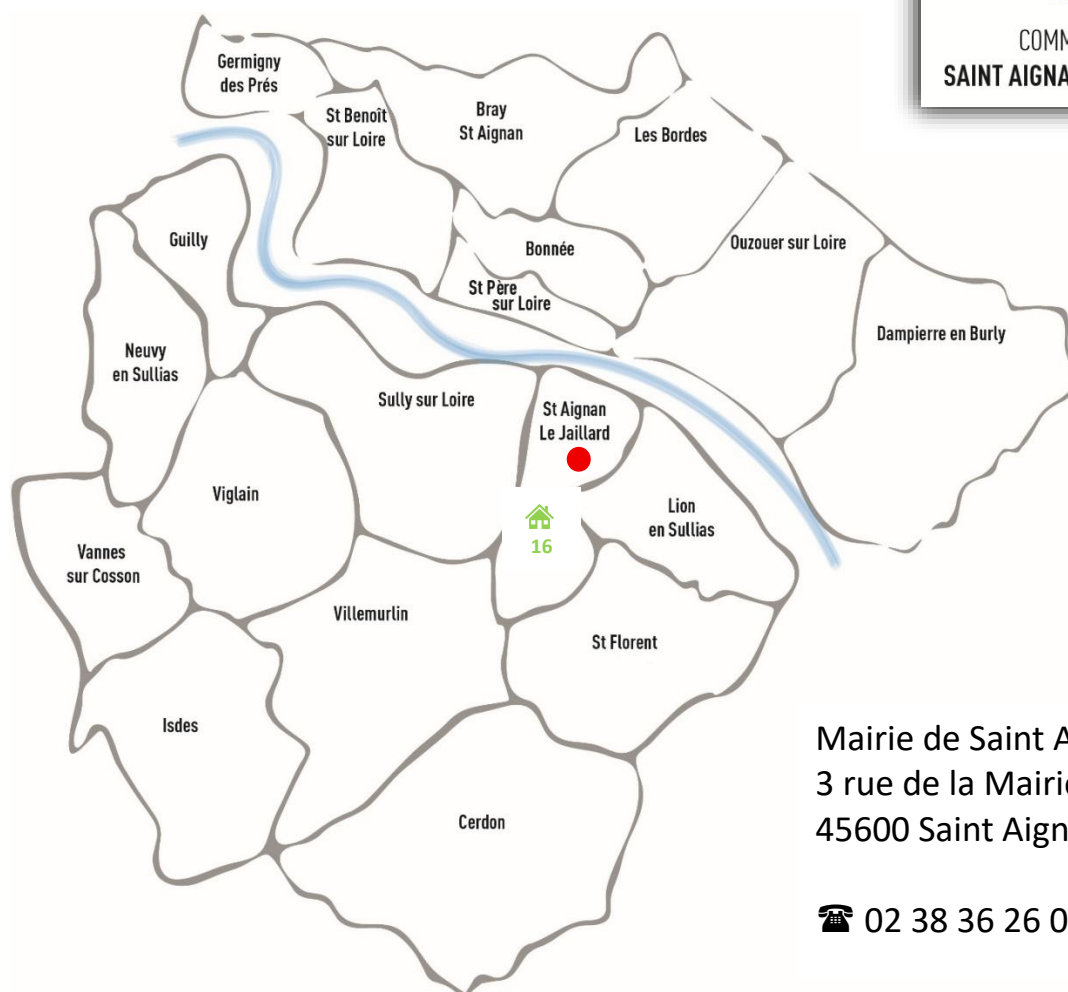 COMM
SAINT AIGNA
Germigny
des Prés
St Benoît
sur Loire
Bray
St Aignan
Les Bordes
Guilly
Bonnée
Ouzouer sur Loire
St Père
sur Loire
Neuvy
en Sullias
Dampierre en Burly
Sully sur Loire
St Aignan
Le Jaillard
Viglain
Lion
en Sullias
16
Vannes
sur Cosson
Villemurlin
St Florent
Isdes
Cerdon
Mairie de Saint A
3 rue de la Mairie
45600 Saint Aign
☎ 02 38 36 26 0